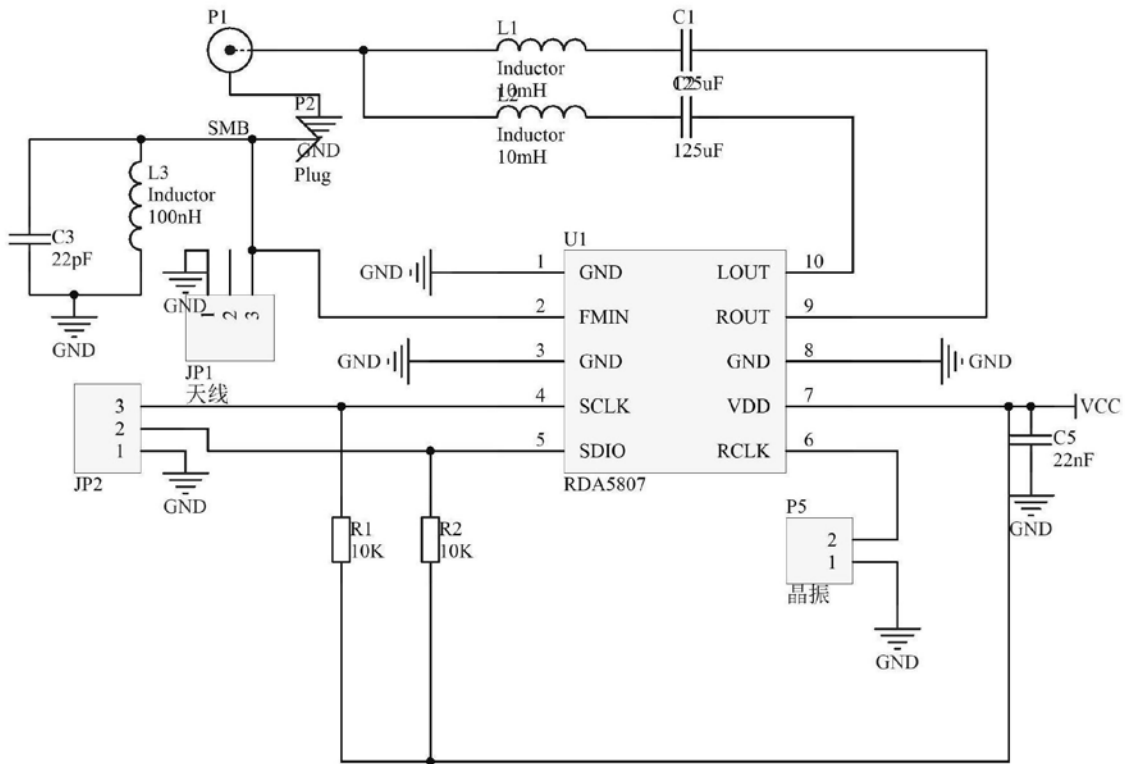 P1
L1
Inductor
10mH
C1
125uF
L2
Inductor
10mH
C2
125uF
P2
GND
Plug
SMB
L3
Inductor
100nH
C3
22pF
GND
GND
1
2
3
JP1
天线
U1
GND 1 GND
2 FMIN
GND 3 GND
4 SCLK
5 SDIO
LOUT 10
ROUT 9
GND 8 GND
VDD 7 VCC
RCLK 6
RDA5807
3
2
1
JP2
GND
R1
10K
R2
10K
C5
22nF
GND
P5
2
1
晶振
GND